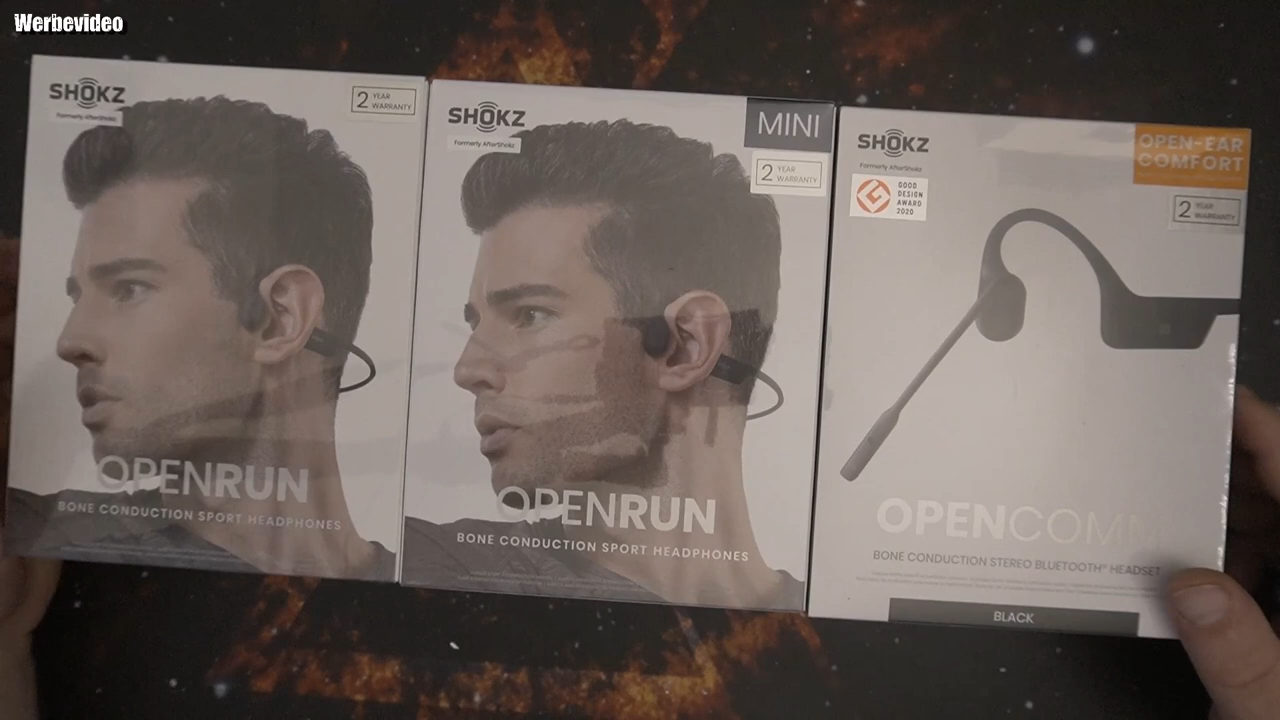 Werbevideo
SHOKZ
Formerly AfterShokz
2 YEAR
WARRANTY
OPENRUN
BONE CONDUCTION SPORT HEADPHONES
SHOKZ
Formerly AfterShokz
MINI
2 YEAR
WARRANTY
OPENRUN
BONE CONDUCTION SPORT HEADPHONES
SHOKZ
Formerly AfterShokz
GOOD
DESIGN
AWARD
2020
OPEN-EAR
COMFORT
2 YEAR
WARRANTY
OPENCOMM
BONE CONDUCTION STEREO BLUETOOTH® HEADSET
BLACK